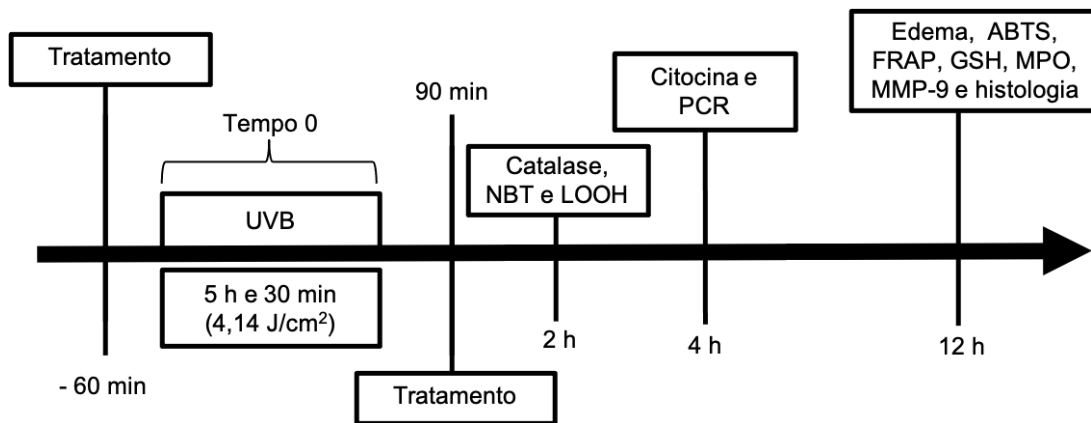 Tratamento
- 60 min
Tempo 0
UVB
5 h e 30 min
(4,14 J/cm²)
90 min
Tratamento
Catalase,
NBT e LOOH
2 h
Citocina e
PCR
4 h
Edema, ABTS,
FRAP, GSH, MPO,
MMP-9 e histologia
12 h